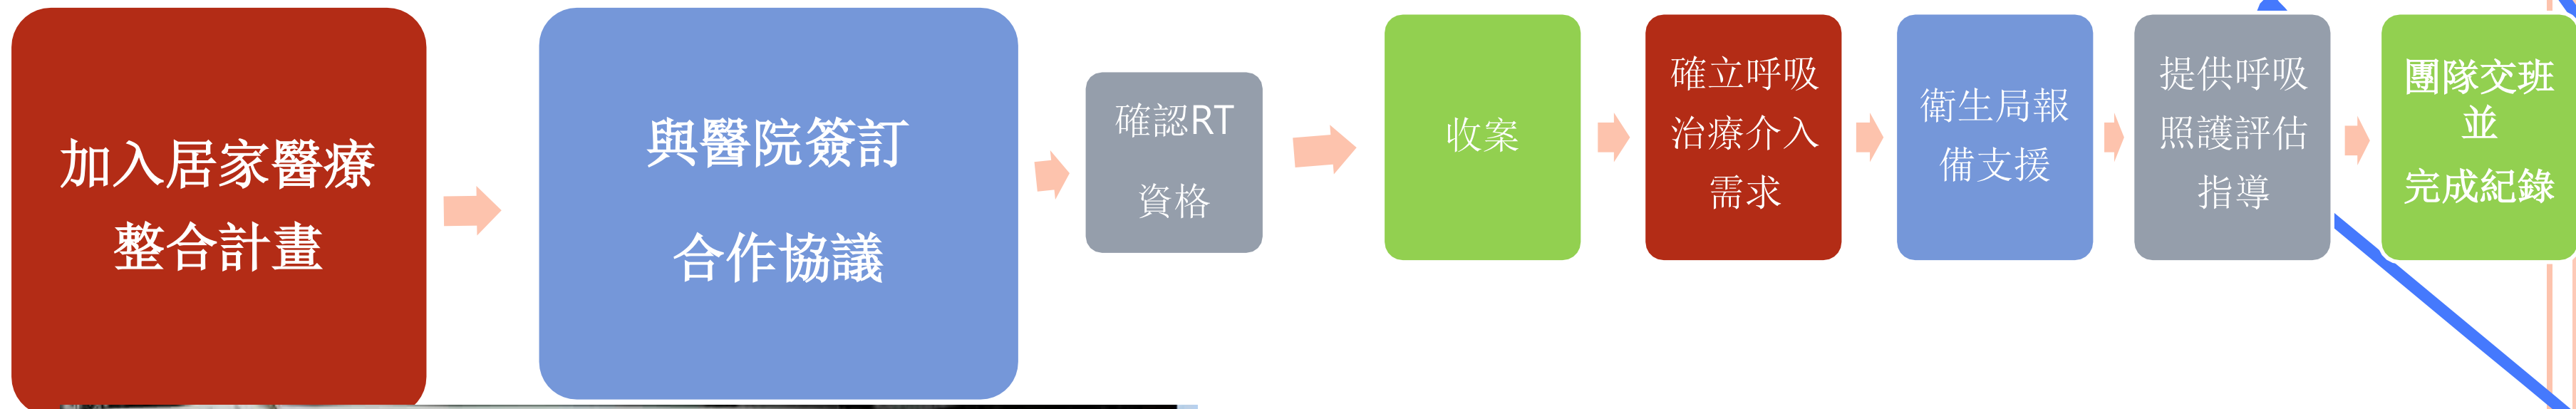 加入居家醫療
整合計畫
與醫院簽訂
合作協議
確認RT
資格
收案
確立呼吸
治療介入
需求
衛生局報
備支援
提供呼吸
照護評估
指導
團隊交班
並
完成紀錄